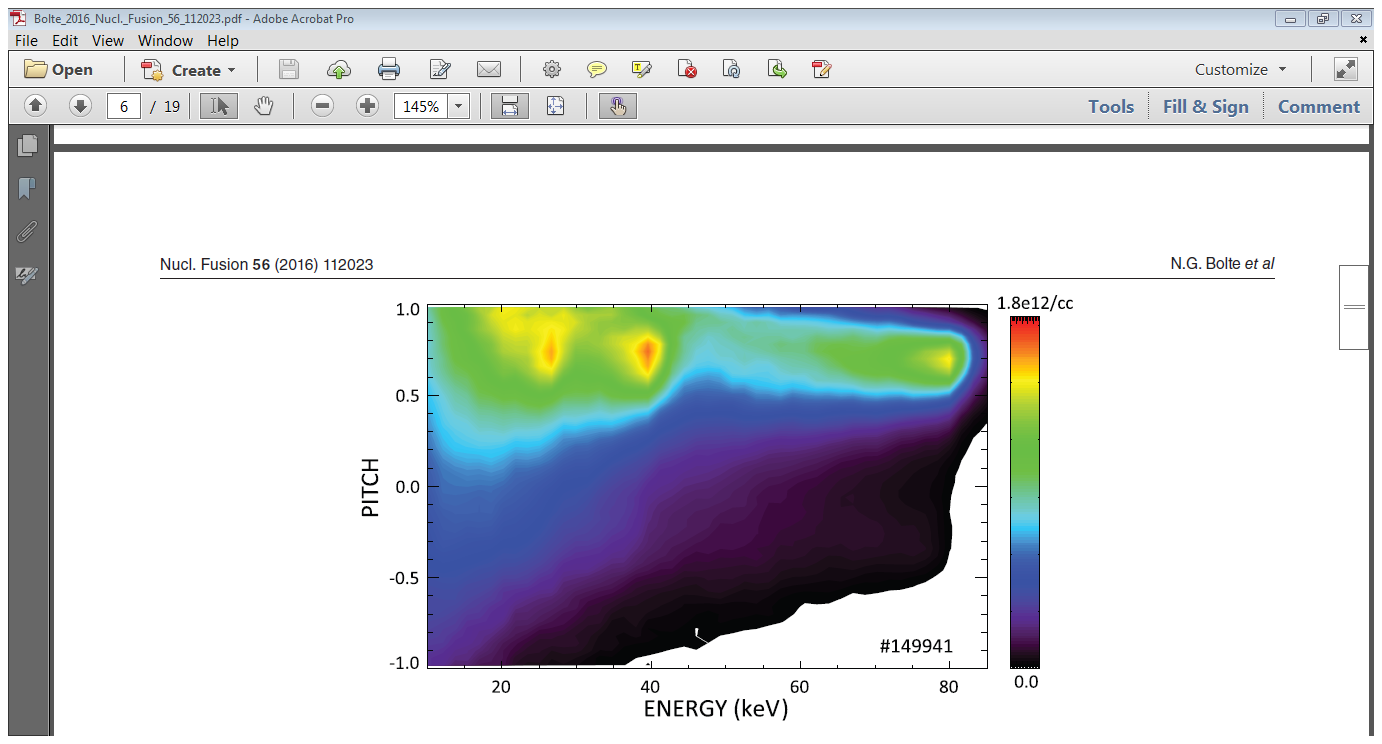 Bolte_2016_Nucl._Fusion_56_112023.pdf - Adobe Acrobat Pro
File Edit View Window Help
Open Create Customize
6 / 19 145% Tools Fill & Sign Comment
Nucl. Fusion 56 (2016) 112023 N.G. Bolte et al
1.8e12/cc
1.0
0.5
0.0
-0.5
-1.0
PITCH
#149941
0.0
20 40 60 80
ENERGY (keV)